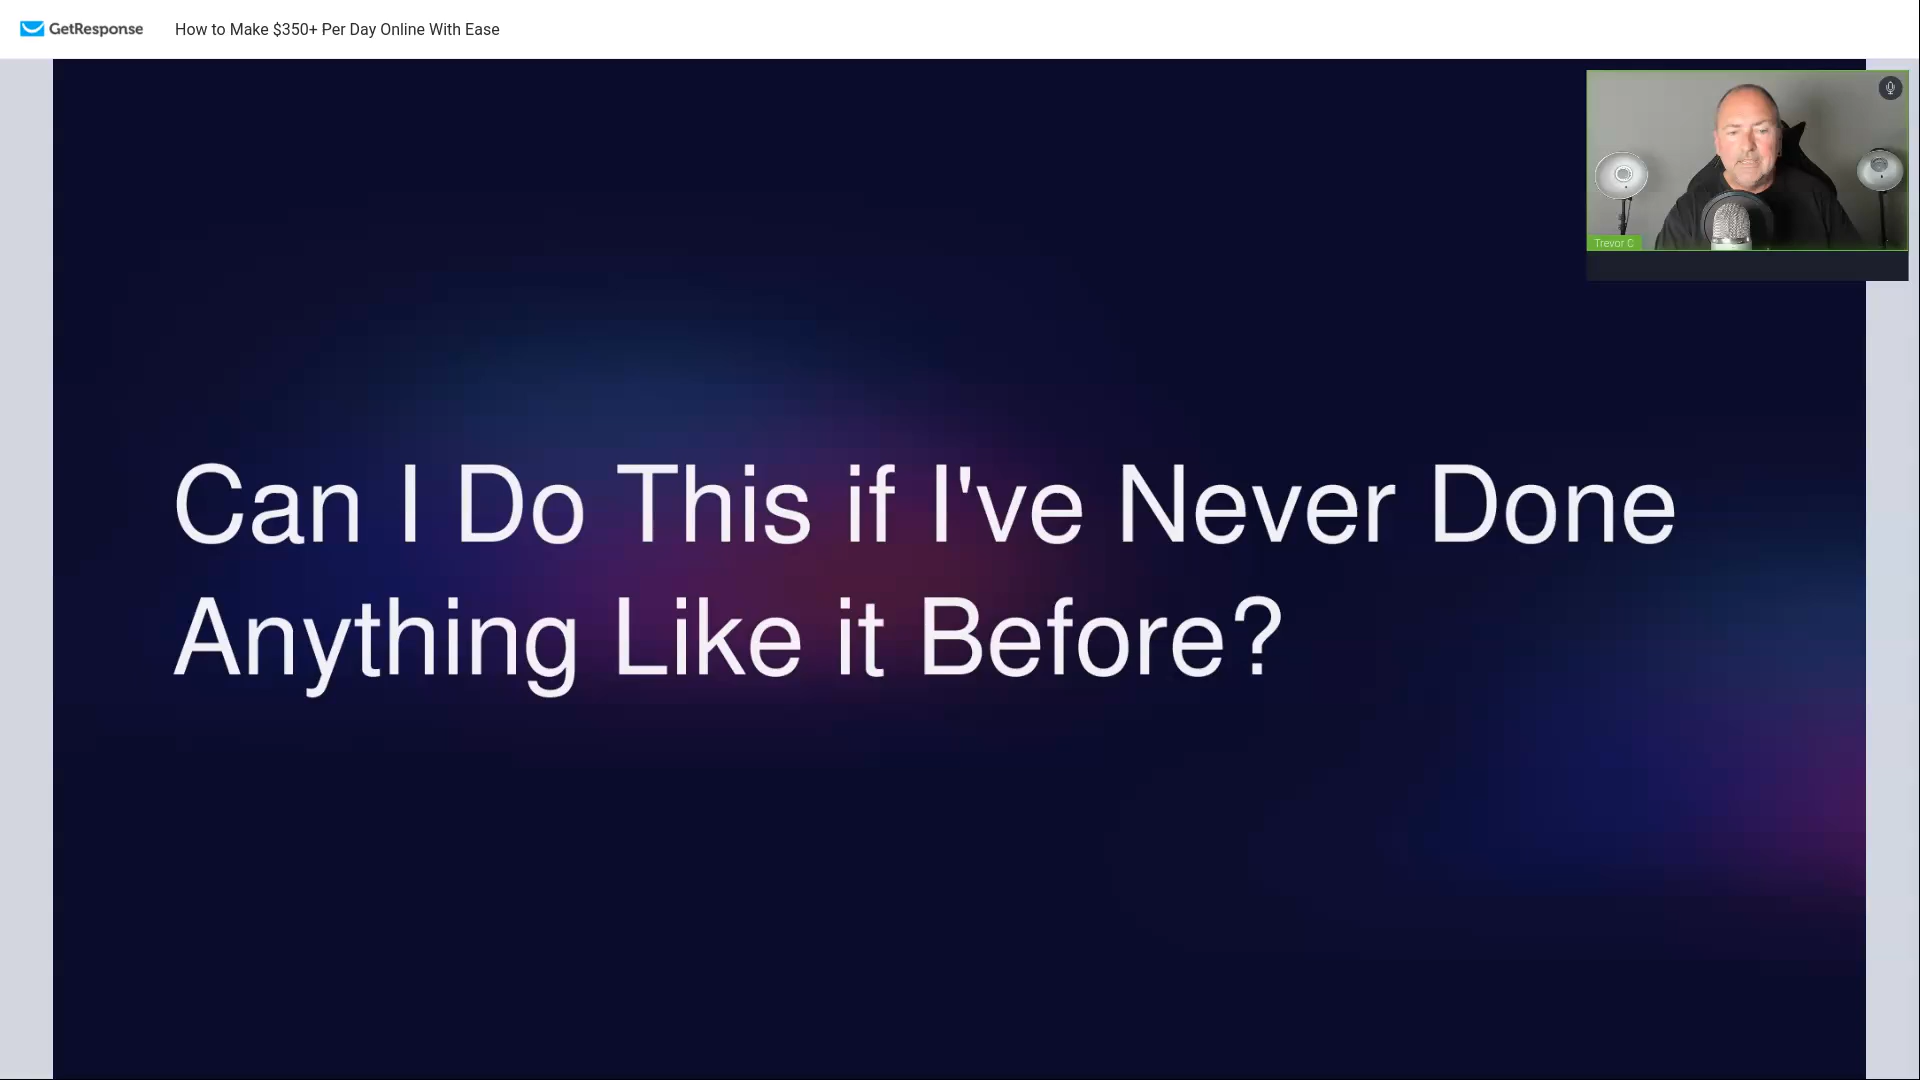 GetResponse
How to Make $350+ Per Day Online With Ease
Trevor C
Can I Do This if I've Never Done
Anything Like it Before?